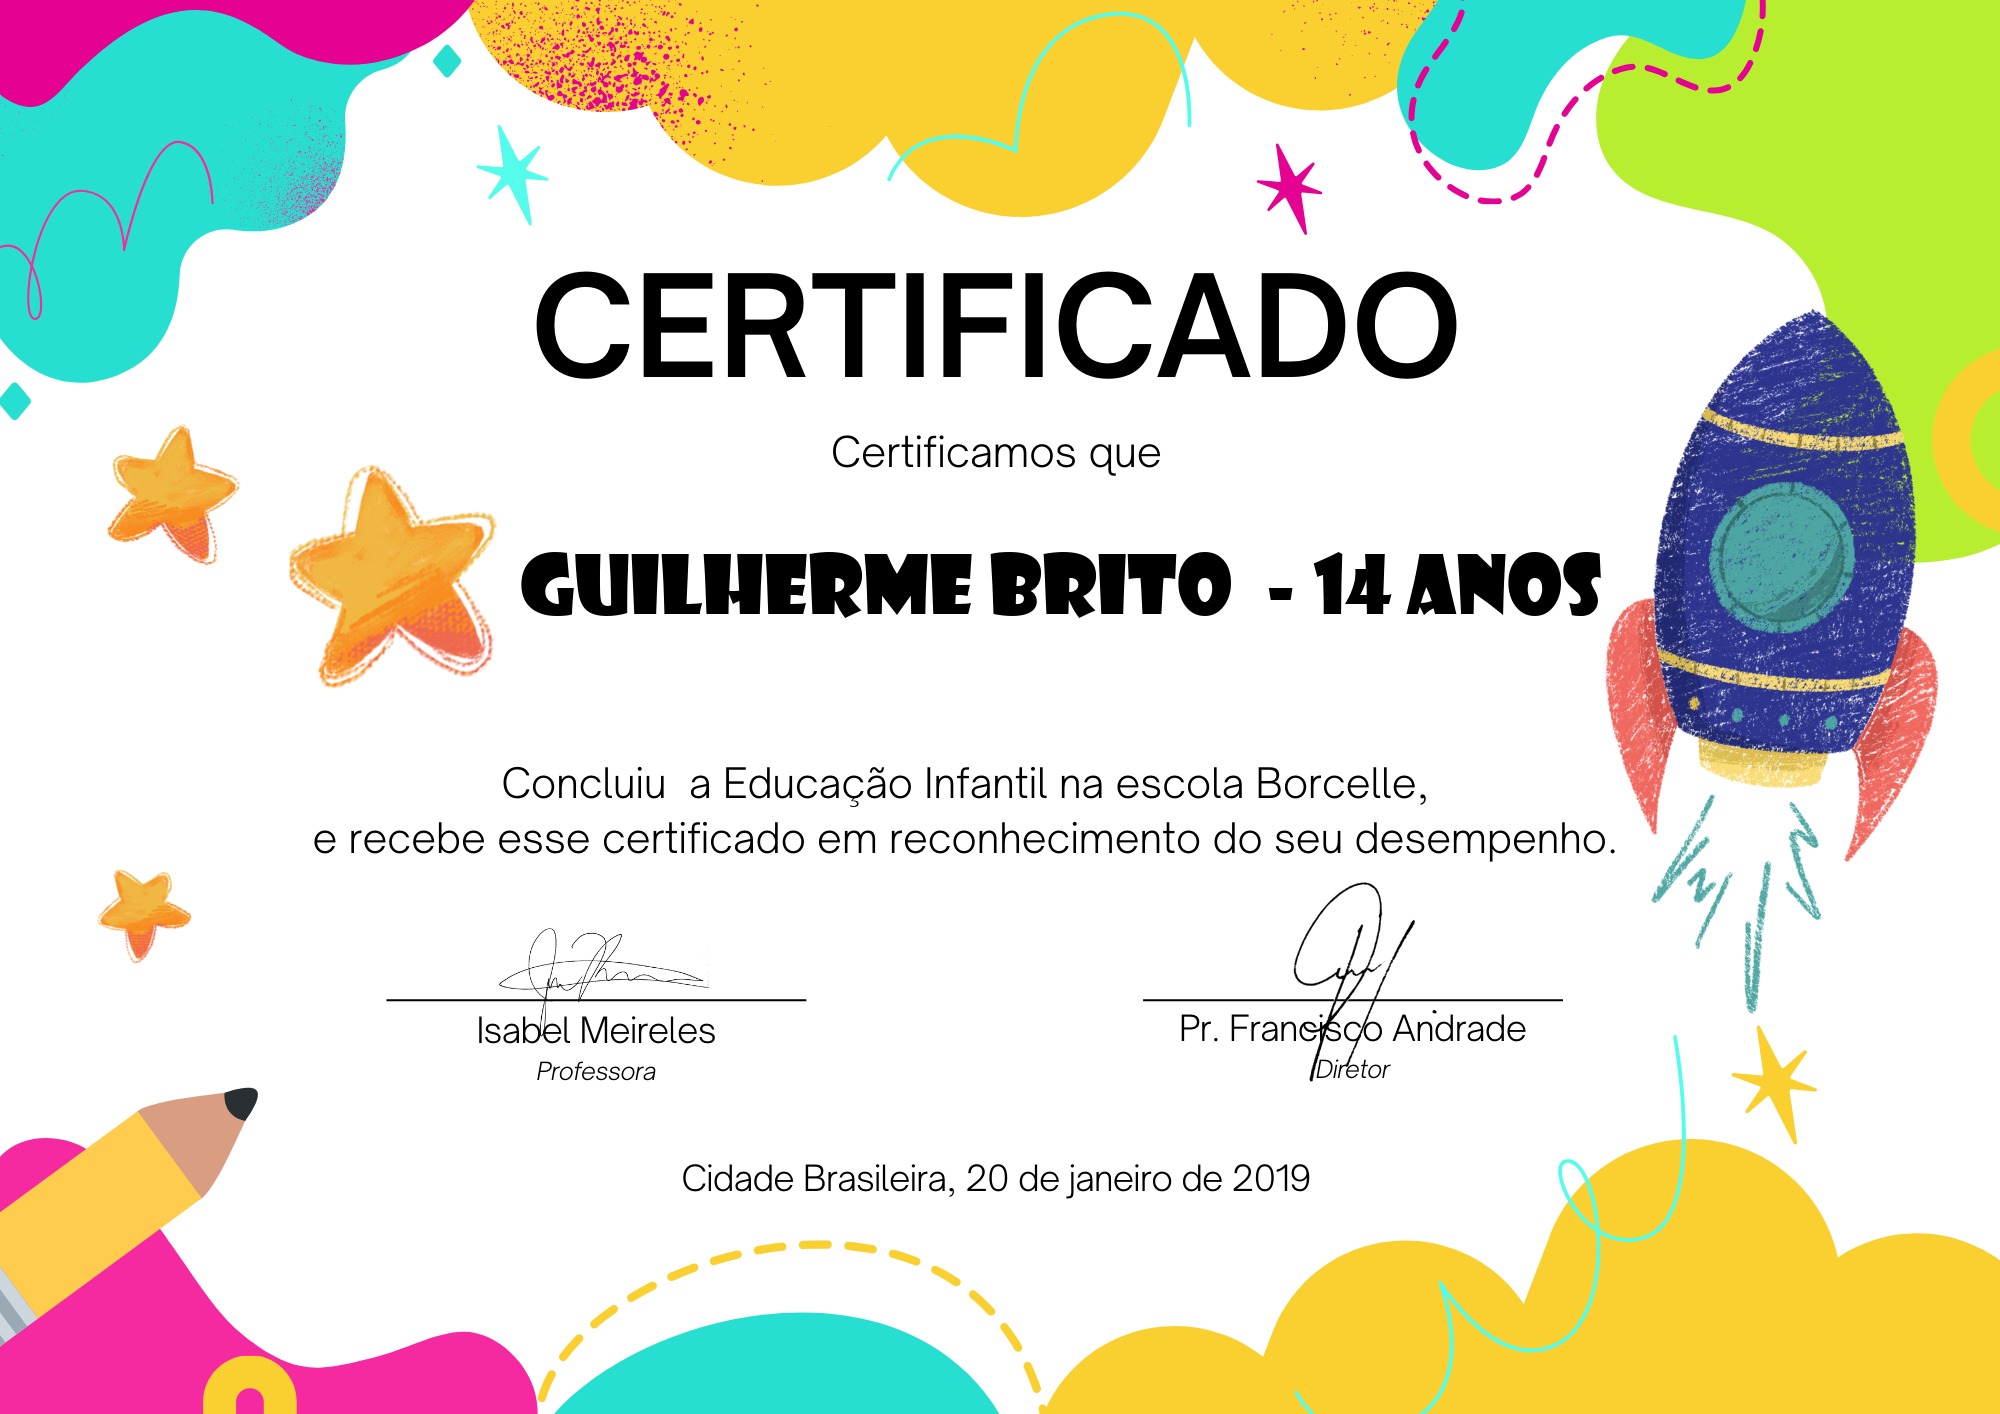 CERTIFICADO
Certificamos que
GUILHERME BRITO - 14 ANOS
Concluiu a Educação Infantil na escola Borcelle,
e recebe esse certificado em reconhecimento do seu desempenho.
Isabel Meireles
Professora
Pr. Francisco Andrade
Diretor
Cidade Brasileira, 20 de janeiro de 2019